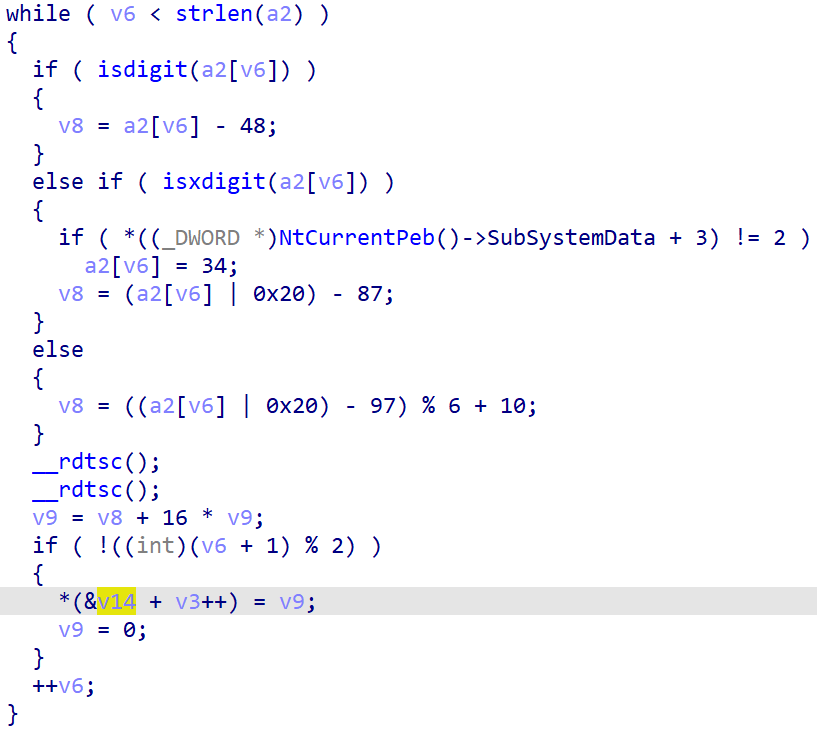 while ( v6 < strlen(a2) )
{
if ( isdigit(a2[v6]) )
{
v8 = a2[v6] - 48;
}
else if ( isxdigit(a2[v6]) )
{
if ( *((_DWORD *)NtCurrentPeb()->SubSystemData + 3) != 2 )
a2[v6] = 34;
v8 = (a2[v6] | 0x20) - 87;
}
else
{
v8 = ((a2[v6] | 0x20) - 97) % 6 + 10;
}
__rdtsc();
__rdtsc();
v9 = v8 + 16 * v9;
if ( !((int)(v6 + 1) % 2) )
{
*(&v14 + v3++) = v9;
v9 = 0;
}
++v6;
}